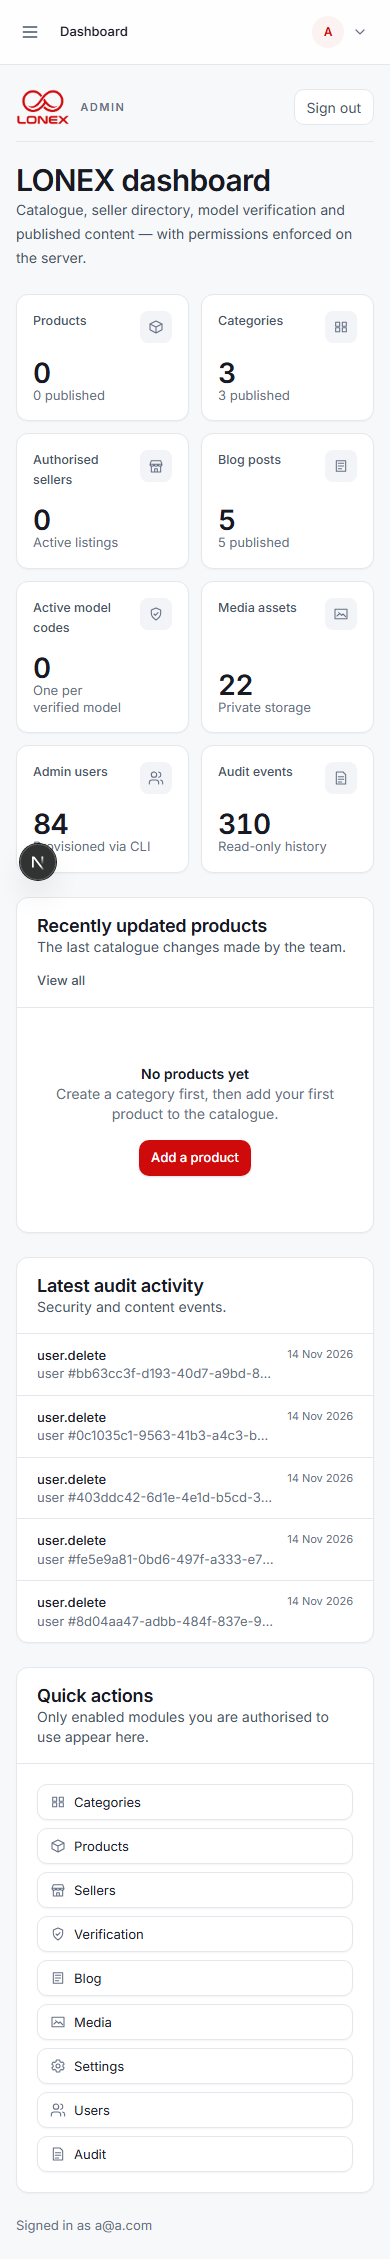 Dashboard
A
LONEX
ADMIN
Sign out
LONEX dashboard
Catalogue, seller directory, model verification and
published content — with permissions enforced on
the server.
Products
0
0 published
Categories
3
3 published
Authorised
sellers
0
Active listings
Blog posts
5
5 published
Active model
codes
0
One per
verified model
Media assets
22
Private storage
Admin users
84
via CLI
Audit events
310
Read-only history
N
Recently updated products
The last catalogue changes made by the team.
View all
No products yet
Create a category first, then add your first
product to the catalogue.
Add a product
Latest audit activity
Security and content events.
user.delete
14 Nov 2026
user #bb63cc3f-d193-40d7-a9bd-8...
user.delete
14 Nov 2026
user #0c1035c1-9563-41b3-a4c3-b...
user.delete
14 Nov 2026
user #403ddc42-6d1e-4e1d-b5cd-3...
user.delete
14 Nov 2026
user #fe5e9a81-0bd6-497f-a333-e7...
user.delete
14 Nov 2026
user #8d04aa47-adbb-484f-837e-9...
Quick actions
Only enabled modules you are authorised to
use appear here.
Categories
Products
Sellers
Verification
Blog
Media
Settings
Users
Audit
Signed in as a@a.com